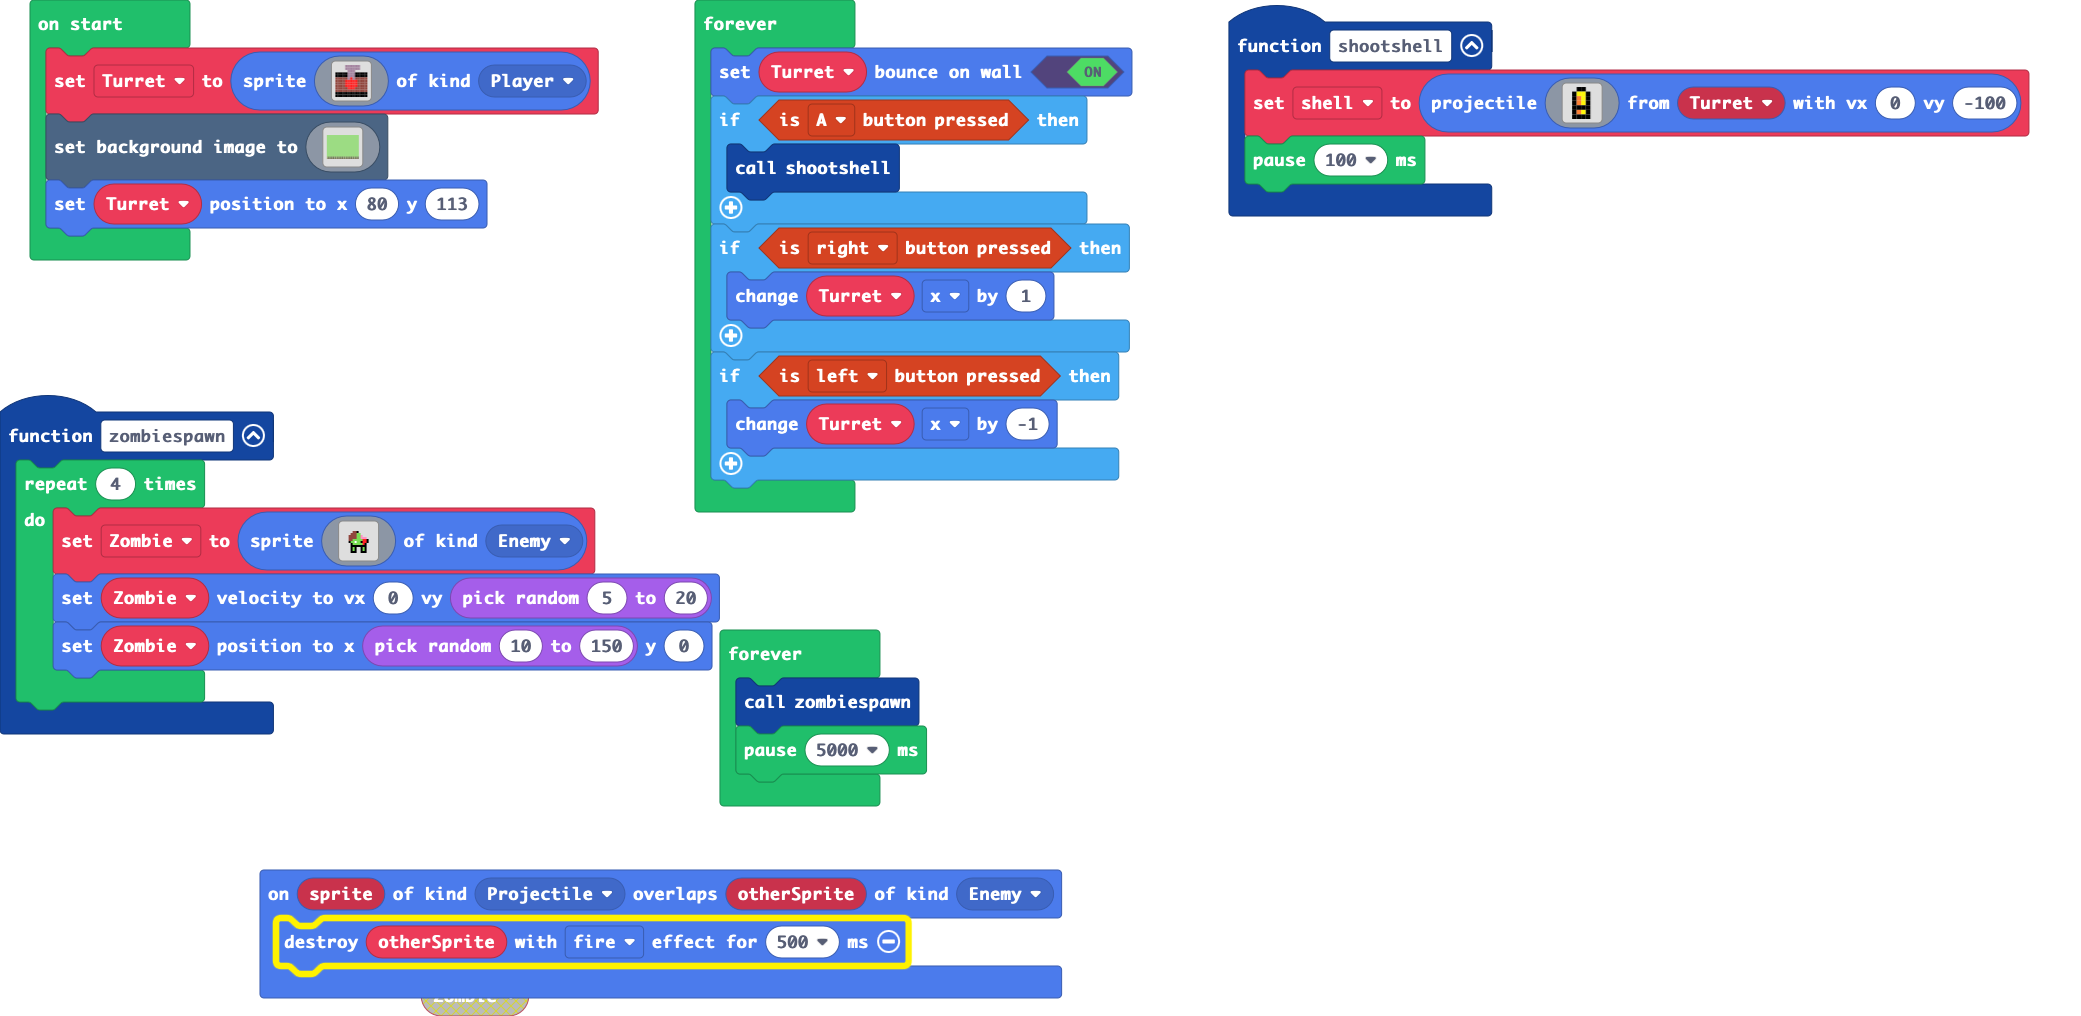 on start
set Turret to sprite of kind Player
set background image to
set Turret position to x 80 y 113
forever
set Turret bounce on wall ON
if is A button pressed then
call shootshell
if is right button pressed then
change Turret x by 1
if is left button pressed then
change Turret x by -1
function shootshell
set shell to projectile from Turret with vx 0 vy -100
pause 100 ms
function zombiespawn
repeat 4 times
do
set Zombie to sprite of kind Enemy
set Zombie velocity to vx 0 vy pick random 5 to 20
set Zombie position to x pick random 10 to 150 y 0
forever
call zombiespawn
pause 5000 ms
on sprite of kind Projectile overlaps otherSprite of kind Enemy
destroy otherSprite with fire effect for 500 ms
Zombie